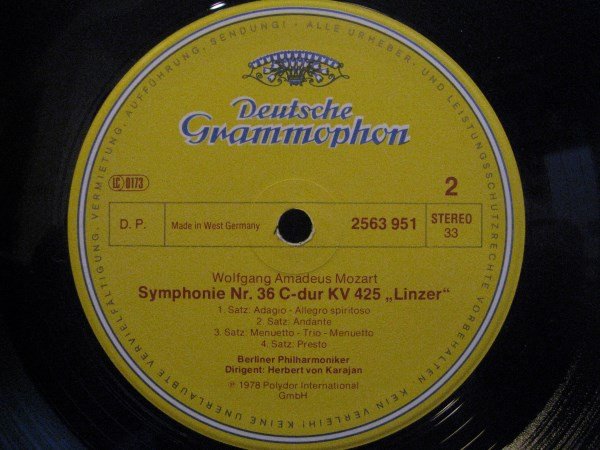 ALLE URHEBER- UND LEISTUNGSSCHUTZRECHTE VORBEHALTEN · KEIN VERLEIH! KEINE UNERLAUBTE VERVIELFÄLTIGUNG, VERMIETUNG, AUFFÜHRUNG, SENDUNG! ·
Deutsche
Grammophon
LC 0173
2
D. P. Made in West Germany 2563 951 STEREO
33
Wolfgang Amadeus Mozart
Symphonie Nr. 36 C-dur KV 425 „Linzer“
1. Satz: Adagio - Allegro spiritoso
2. Satz: Andante
3. Satz: Menuetto - Trio - Menuetto
4. Satz: Presto
Berliner Philharmoniker
Dirigent: Herbert von Karajan
℗ 1978 Polydor International
GmbH